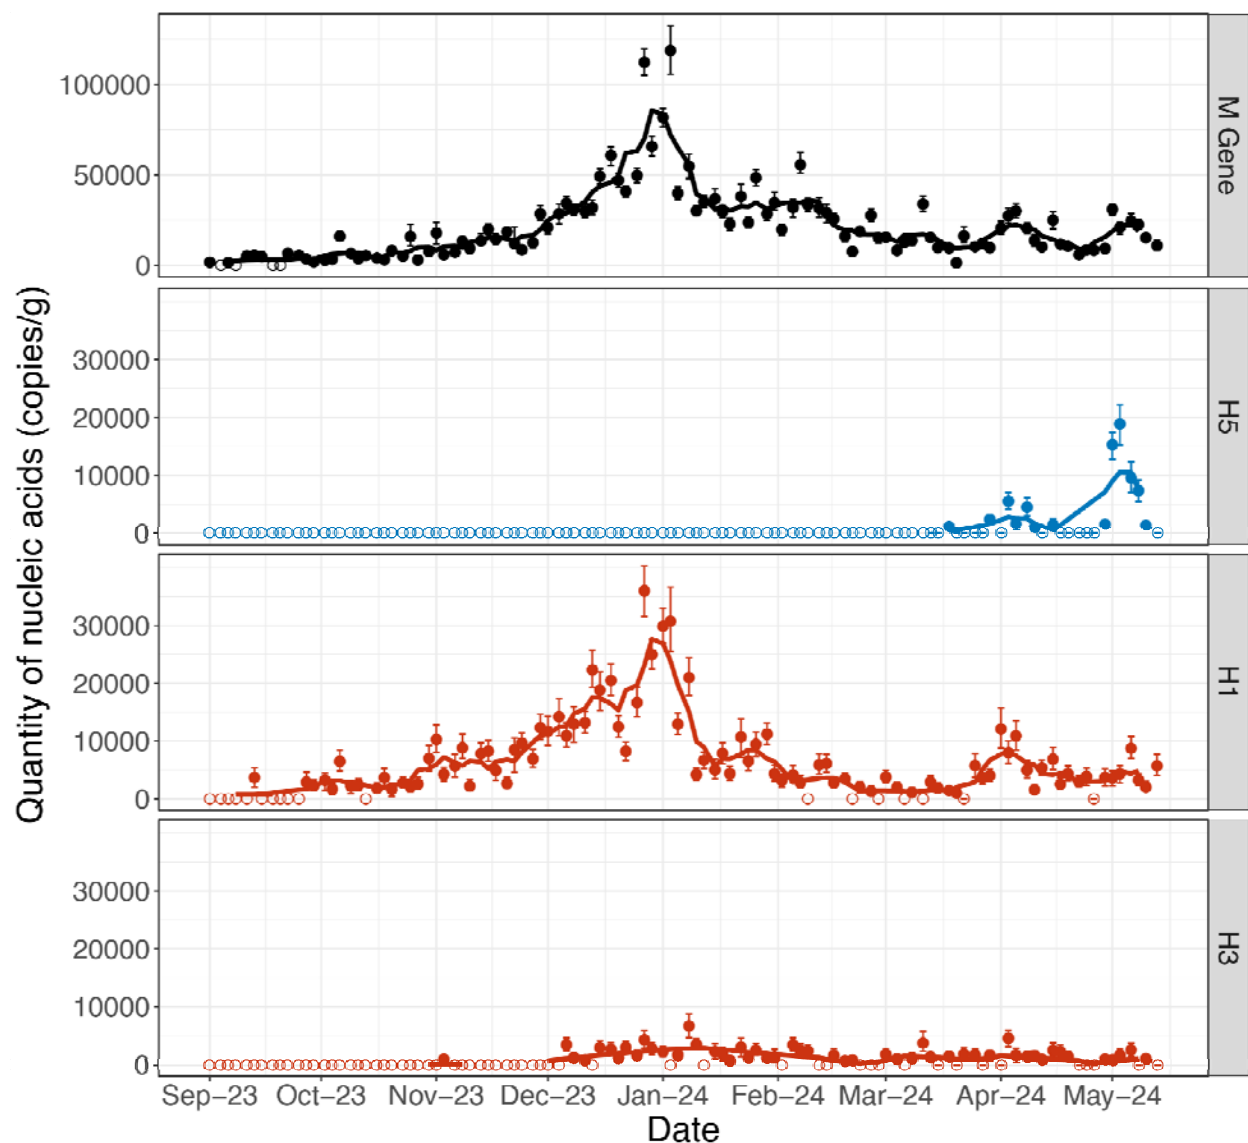 100000
50000
0
M Gene
30000
20000
10000
0
H5
30000
20000
10000
0
H1
30000
20000
10000
0
H3
Quantity of nucleic acids (copies/g)
Sep−23 Oct−23 Nov−23 Dec−23 Jan−24 Feb−24 Mar−24 Apr−24 May−24
Date